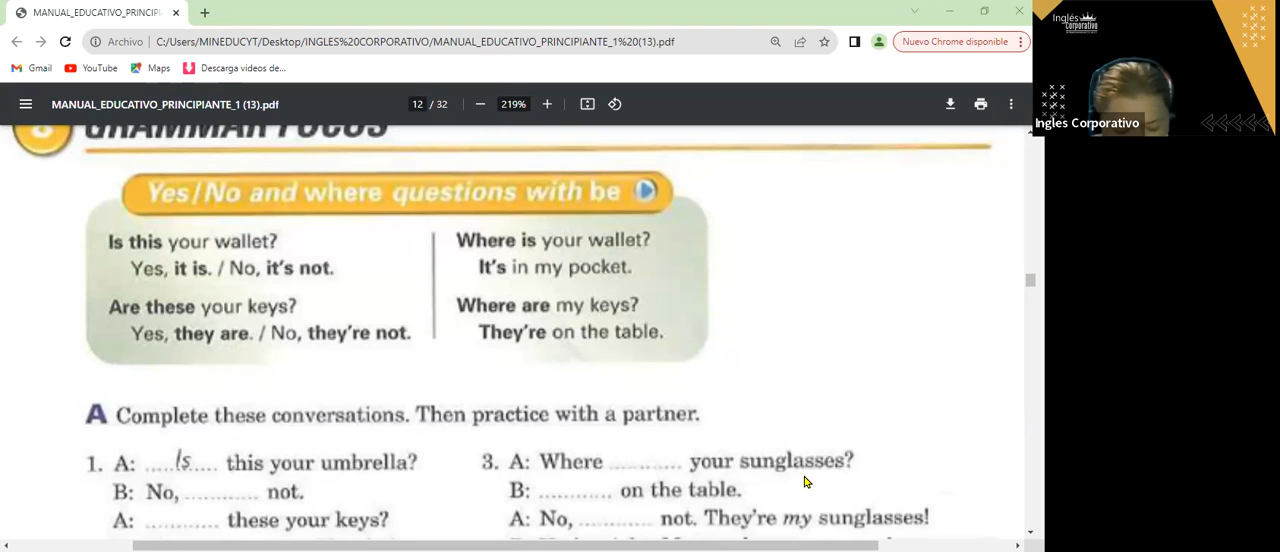 MANUAL_EDUCATIVO_PRINCIPI
Archivo
C:/Users/MINEDUCYT/Desktop/INGLES%20CORPORATIVO/MANUAL_EDUCATIVO_PRINCIPIANTE_1%20(13).pdf
Nuevo Chrome disponible
Gmail
YouTube
Maps
Descarga videos de...
MANUAL_EDUCATIVO_PRINCIPIANTE_1 (13).pdf
12 / 32
219%
Inglés
Corporativo
Ingles Corporativo
8 GRAMMAR FOCUS
Yes/No and where questions with be
Is this your wallet?
Yes, it is. / No, it's not.
Are these your keys?
Yes, they are. / No, they're not.
Where is your wallet?
It's in my pocket.
Where are my keys?
They're on the table.
A Complete these conversations. Then practice with a partner.
1. A: .....Is..... this your umbrella?
B: No, ............ not.
A: ............ these your keys?
3. A: Where ............ your sunglasses?
B: ............ on the table.
A: No, ............ not. They're my sunglasses!